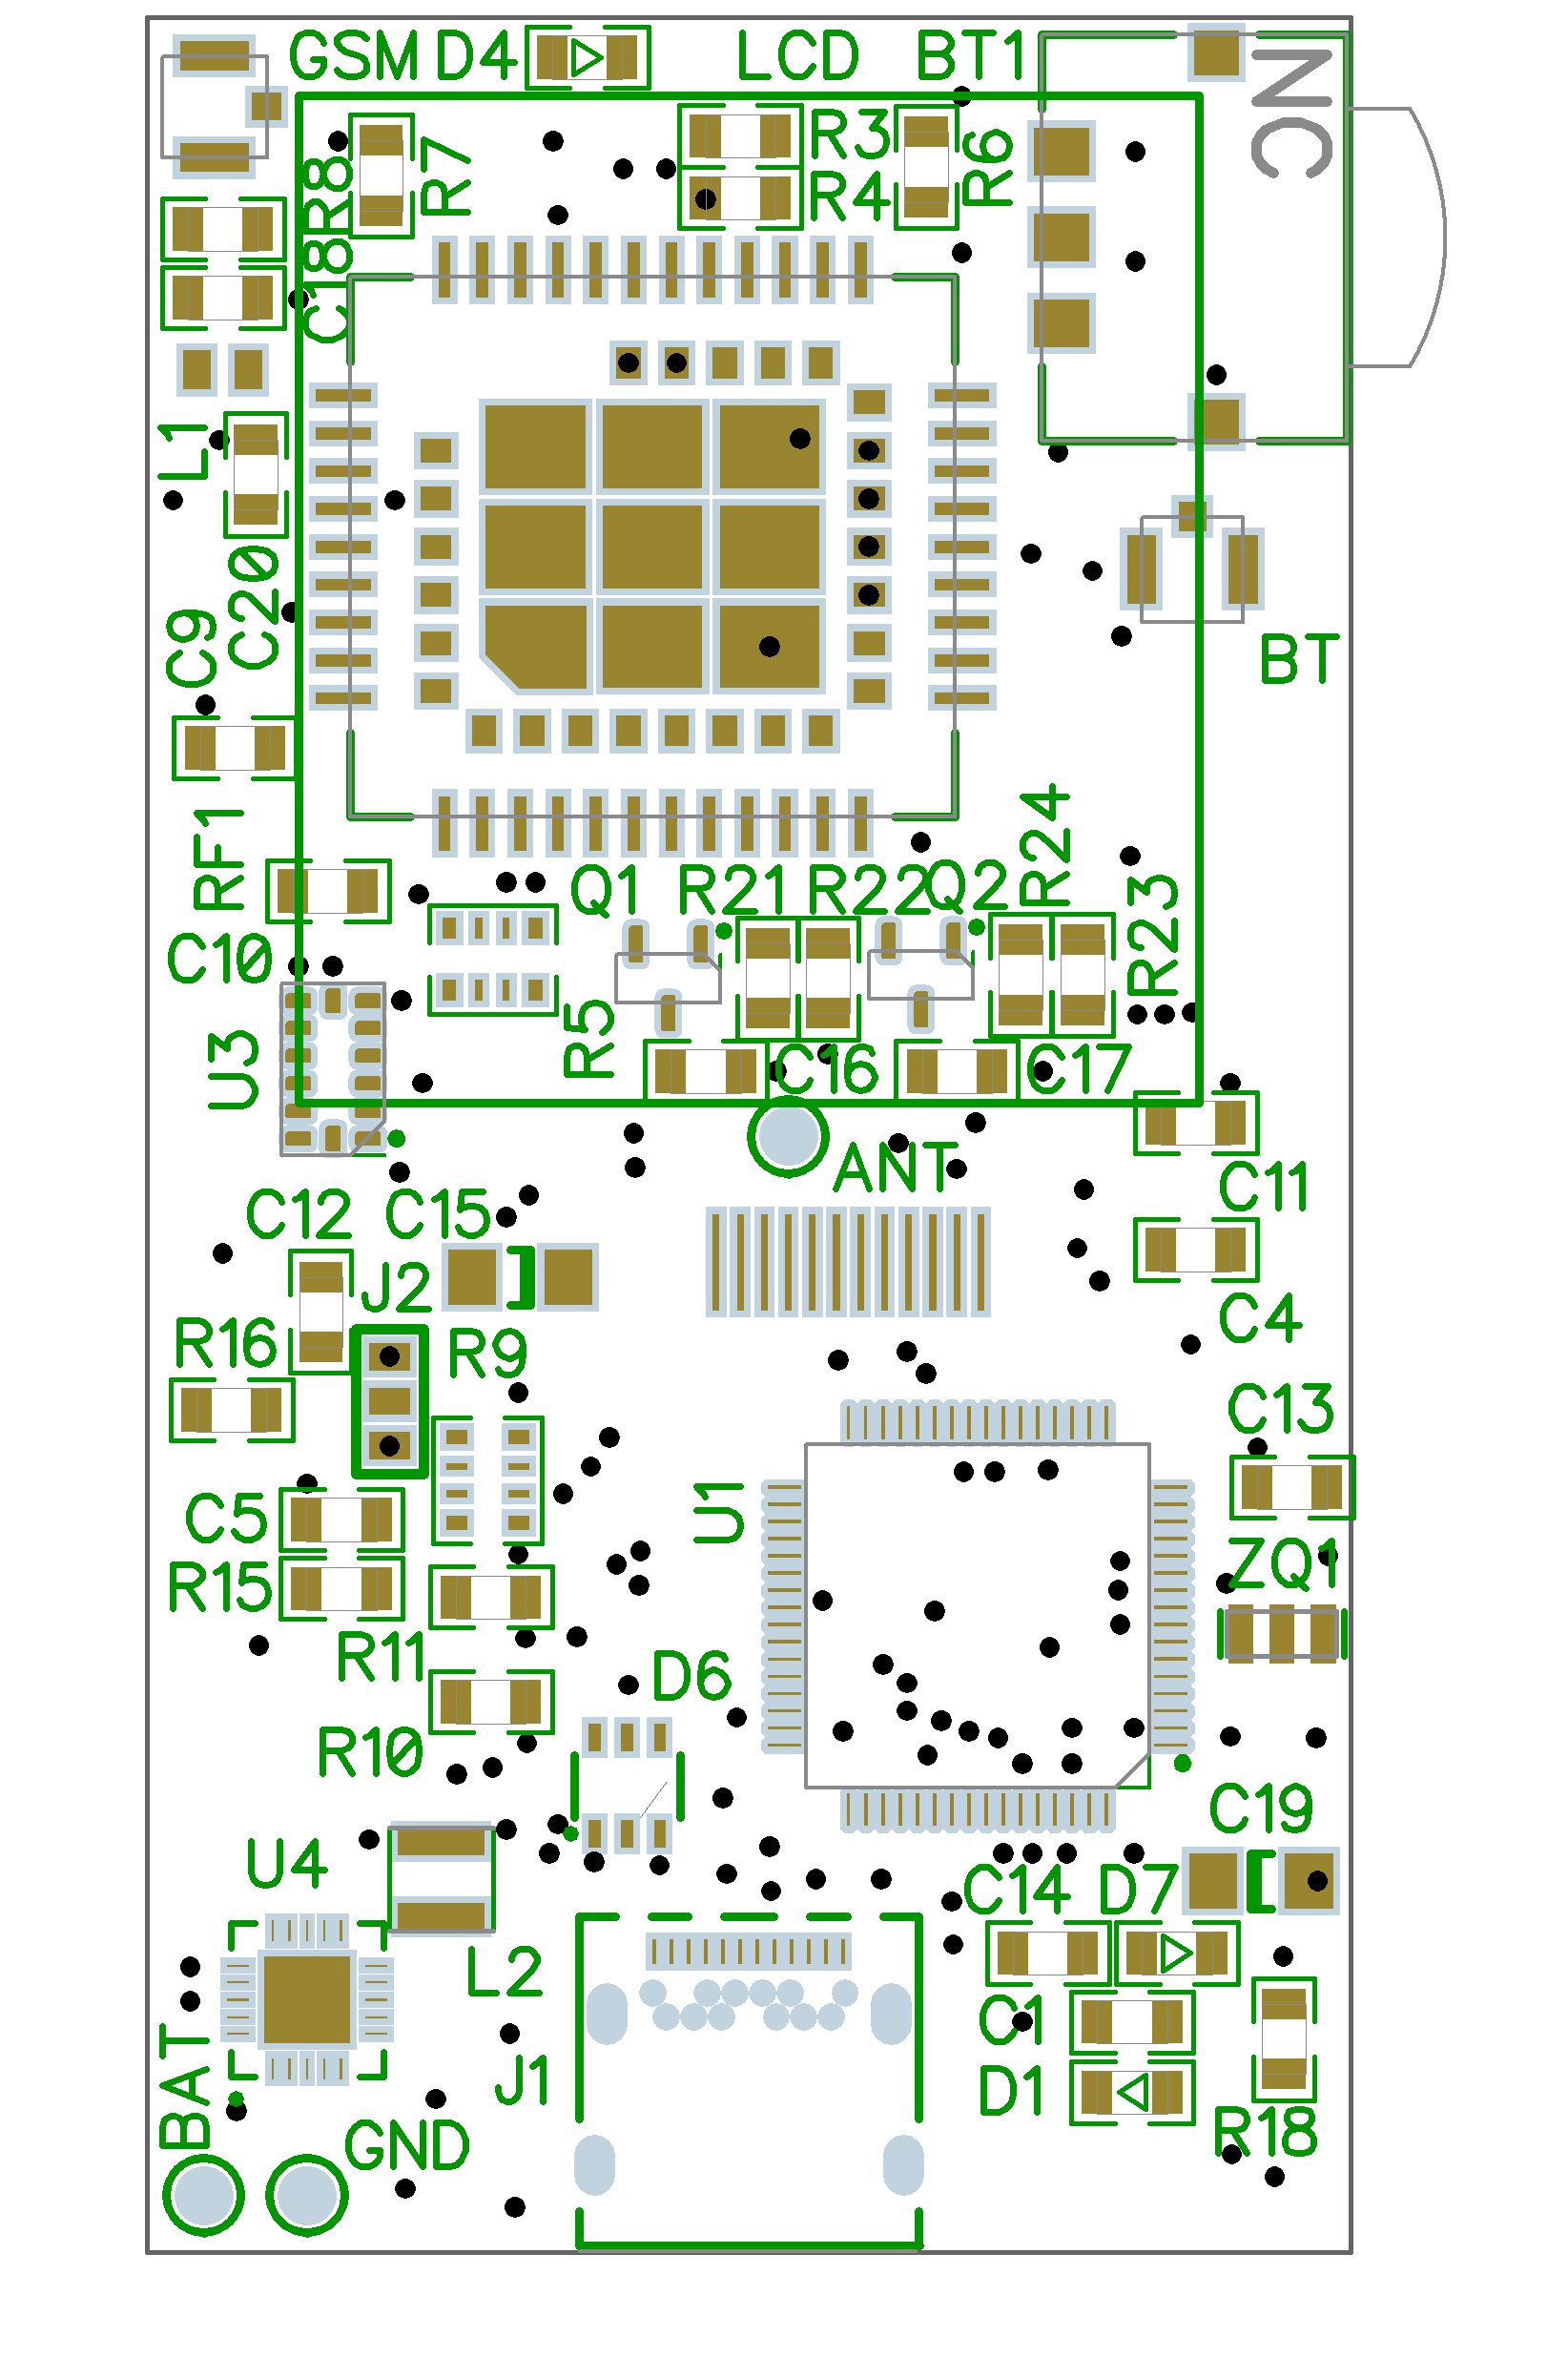 GSM D4 LCD BT1
NC
R8
R7
R3
R4
R6
C18
L1
C20
C9
BT
RF1
Q1 R21 R22 Q2
R24
R23
C10
R5
U3
C16 C17
ANT
C11
C12 C15
J2
C4
R16 R9
C13
C5
U1
ZQ1
R15
R11
D6
R10
C19
U4
C14 D7
L2
C1
J1
D1
BAT
GND
R18